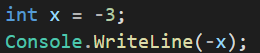 int x = -3;
Console.WriteLine(-x);